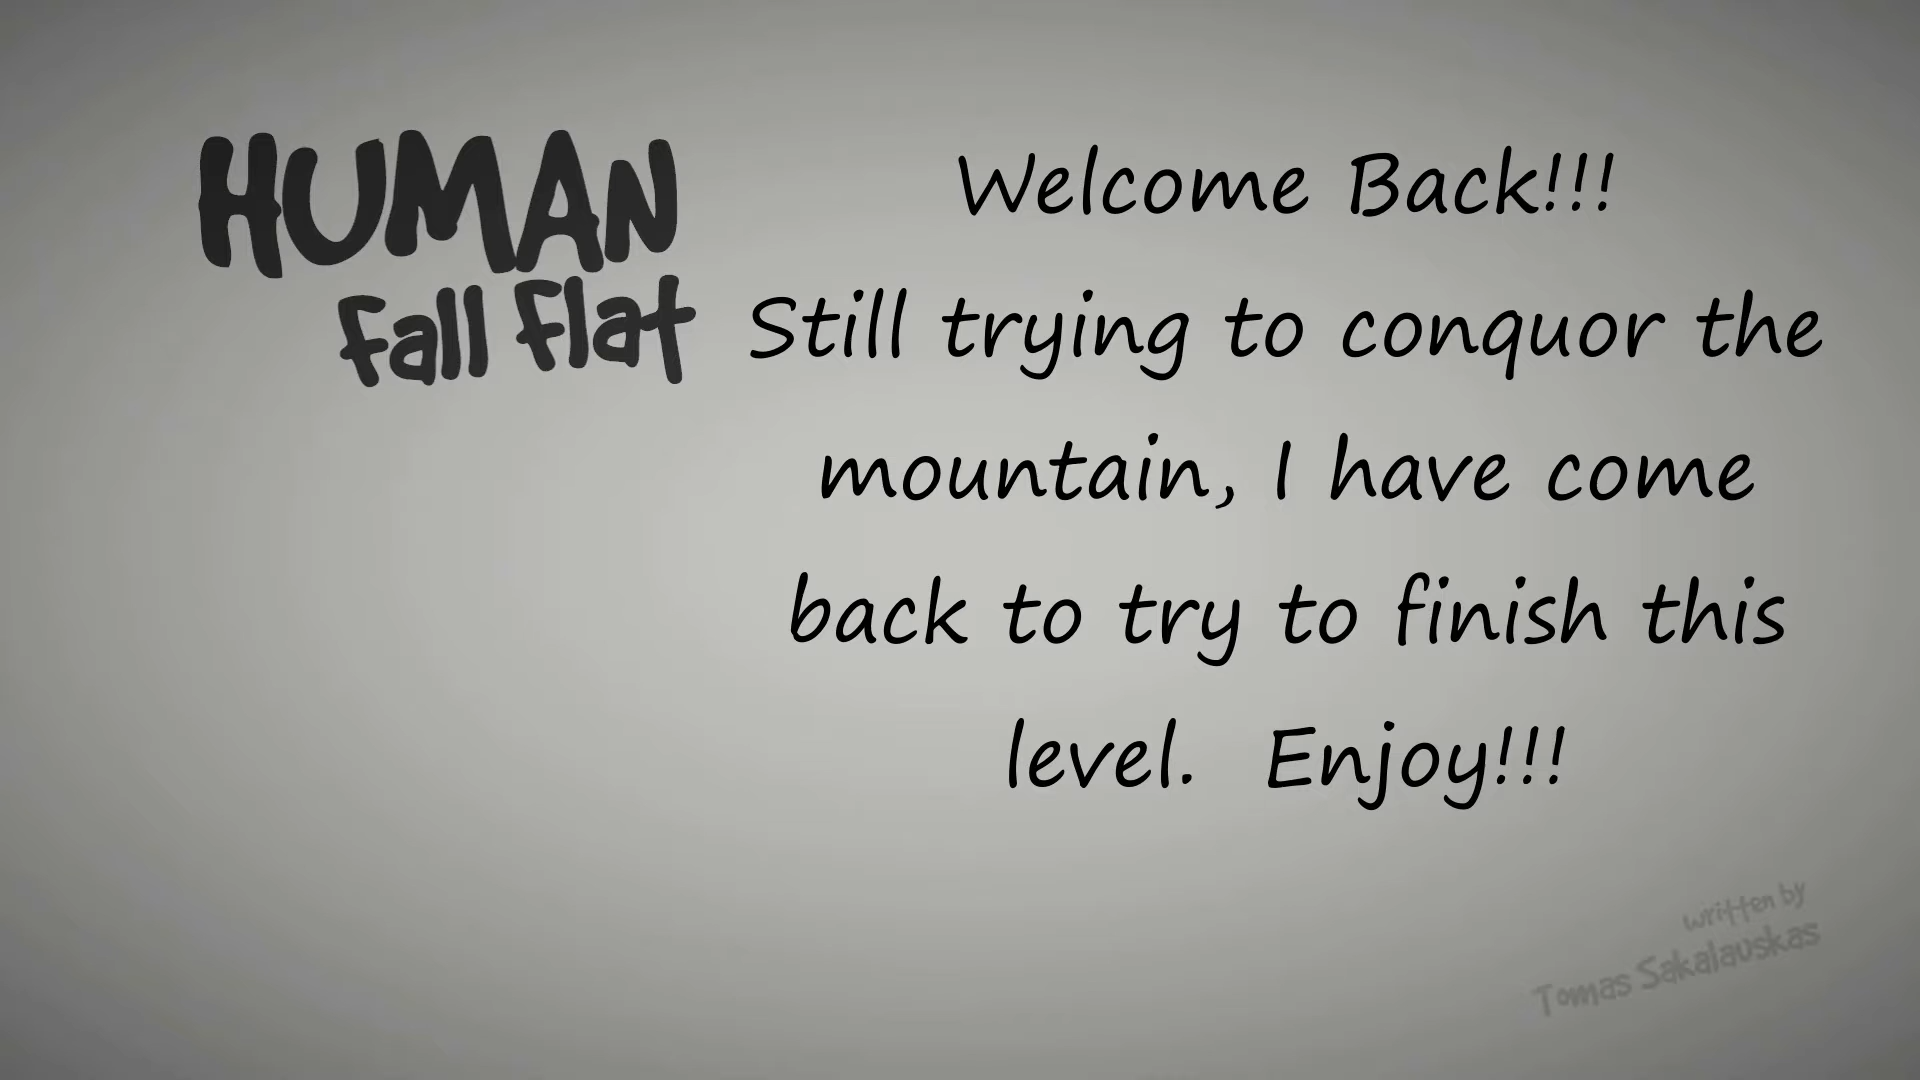 HUMAN
fall flat
Welcome Back!!!
Still trying to conquor the
mountain, I have come
back to try to finish this
level. Enjoy!!!
written by
Tomas Sakalauskas